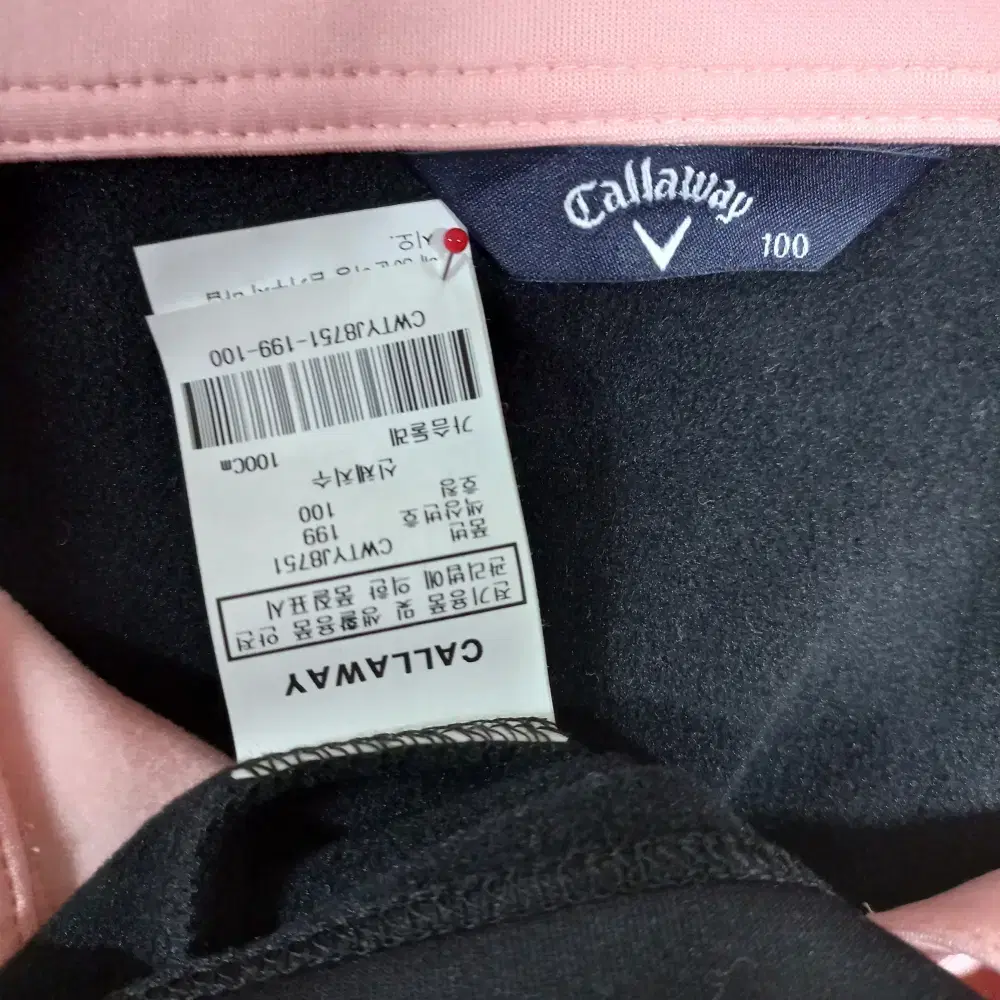 Callaway
100
CALLAWAY
전기용품 및 생활용품 안전
관리법에 의한 품질표시
품번 CWTYJ8751
색상번호 199
호칭 100
신체치수
가슴둘레 100Cm
CWTYJ8751-199-100
시오.